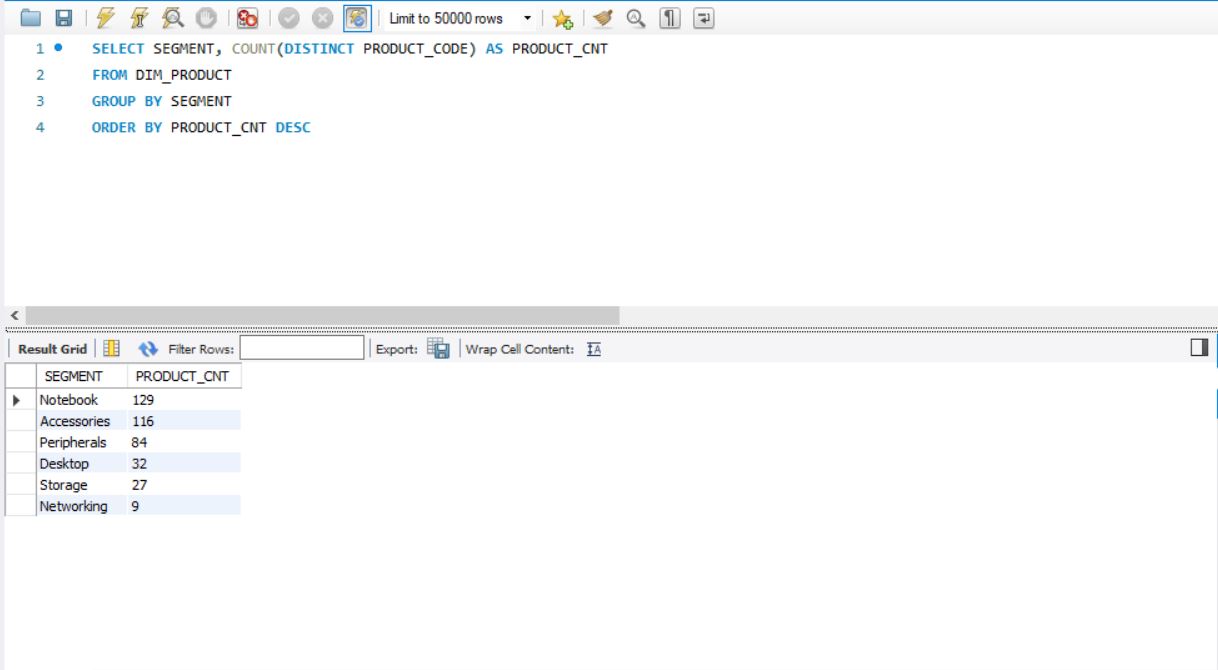 Limit to 50000 rows
1 SELECT SEGMENT, COUNT(DISTINCT PRODUCT_CODE) AS PRODUCT_CNT
2 FROM DIM_PRODUCT
3 GROUP BY SEGMENT
4 ORDER BY PRODUCT_CNT DESC
Result Grid Filter Rows: Export: Wrap Cell Content: IA
SEGMENT PRODUCT_CNT
Notebook 129
Accessories 116
Peripherals 84
Desktop 32
Storage 27
Networking 9